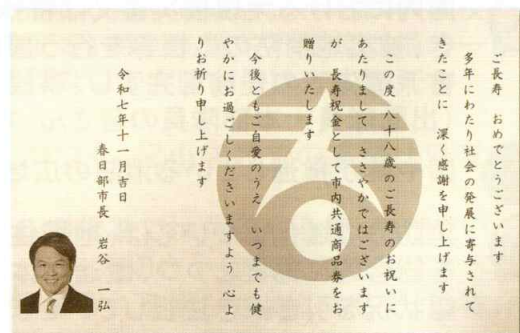 ご長寿　おめでとうございます
多年にわたり社会の発展に寄与されて
きたことに　深く感謝を申し上げます
この度　八十八歳のご長寿のお祝いに
あたりまして　ささやかではございます
が　長寿祝金として市内共通商品券をお
贈りいたします
今後ともご自愛のうえ　いつまでも健
やかにお過ごしくださいますよう　心よ
りお祈り申し上げます
令和七年十一月吉日
春日部市長　岩谷　一弘